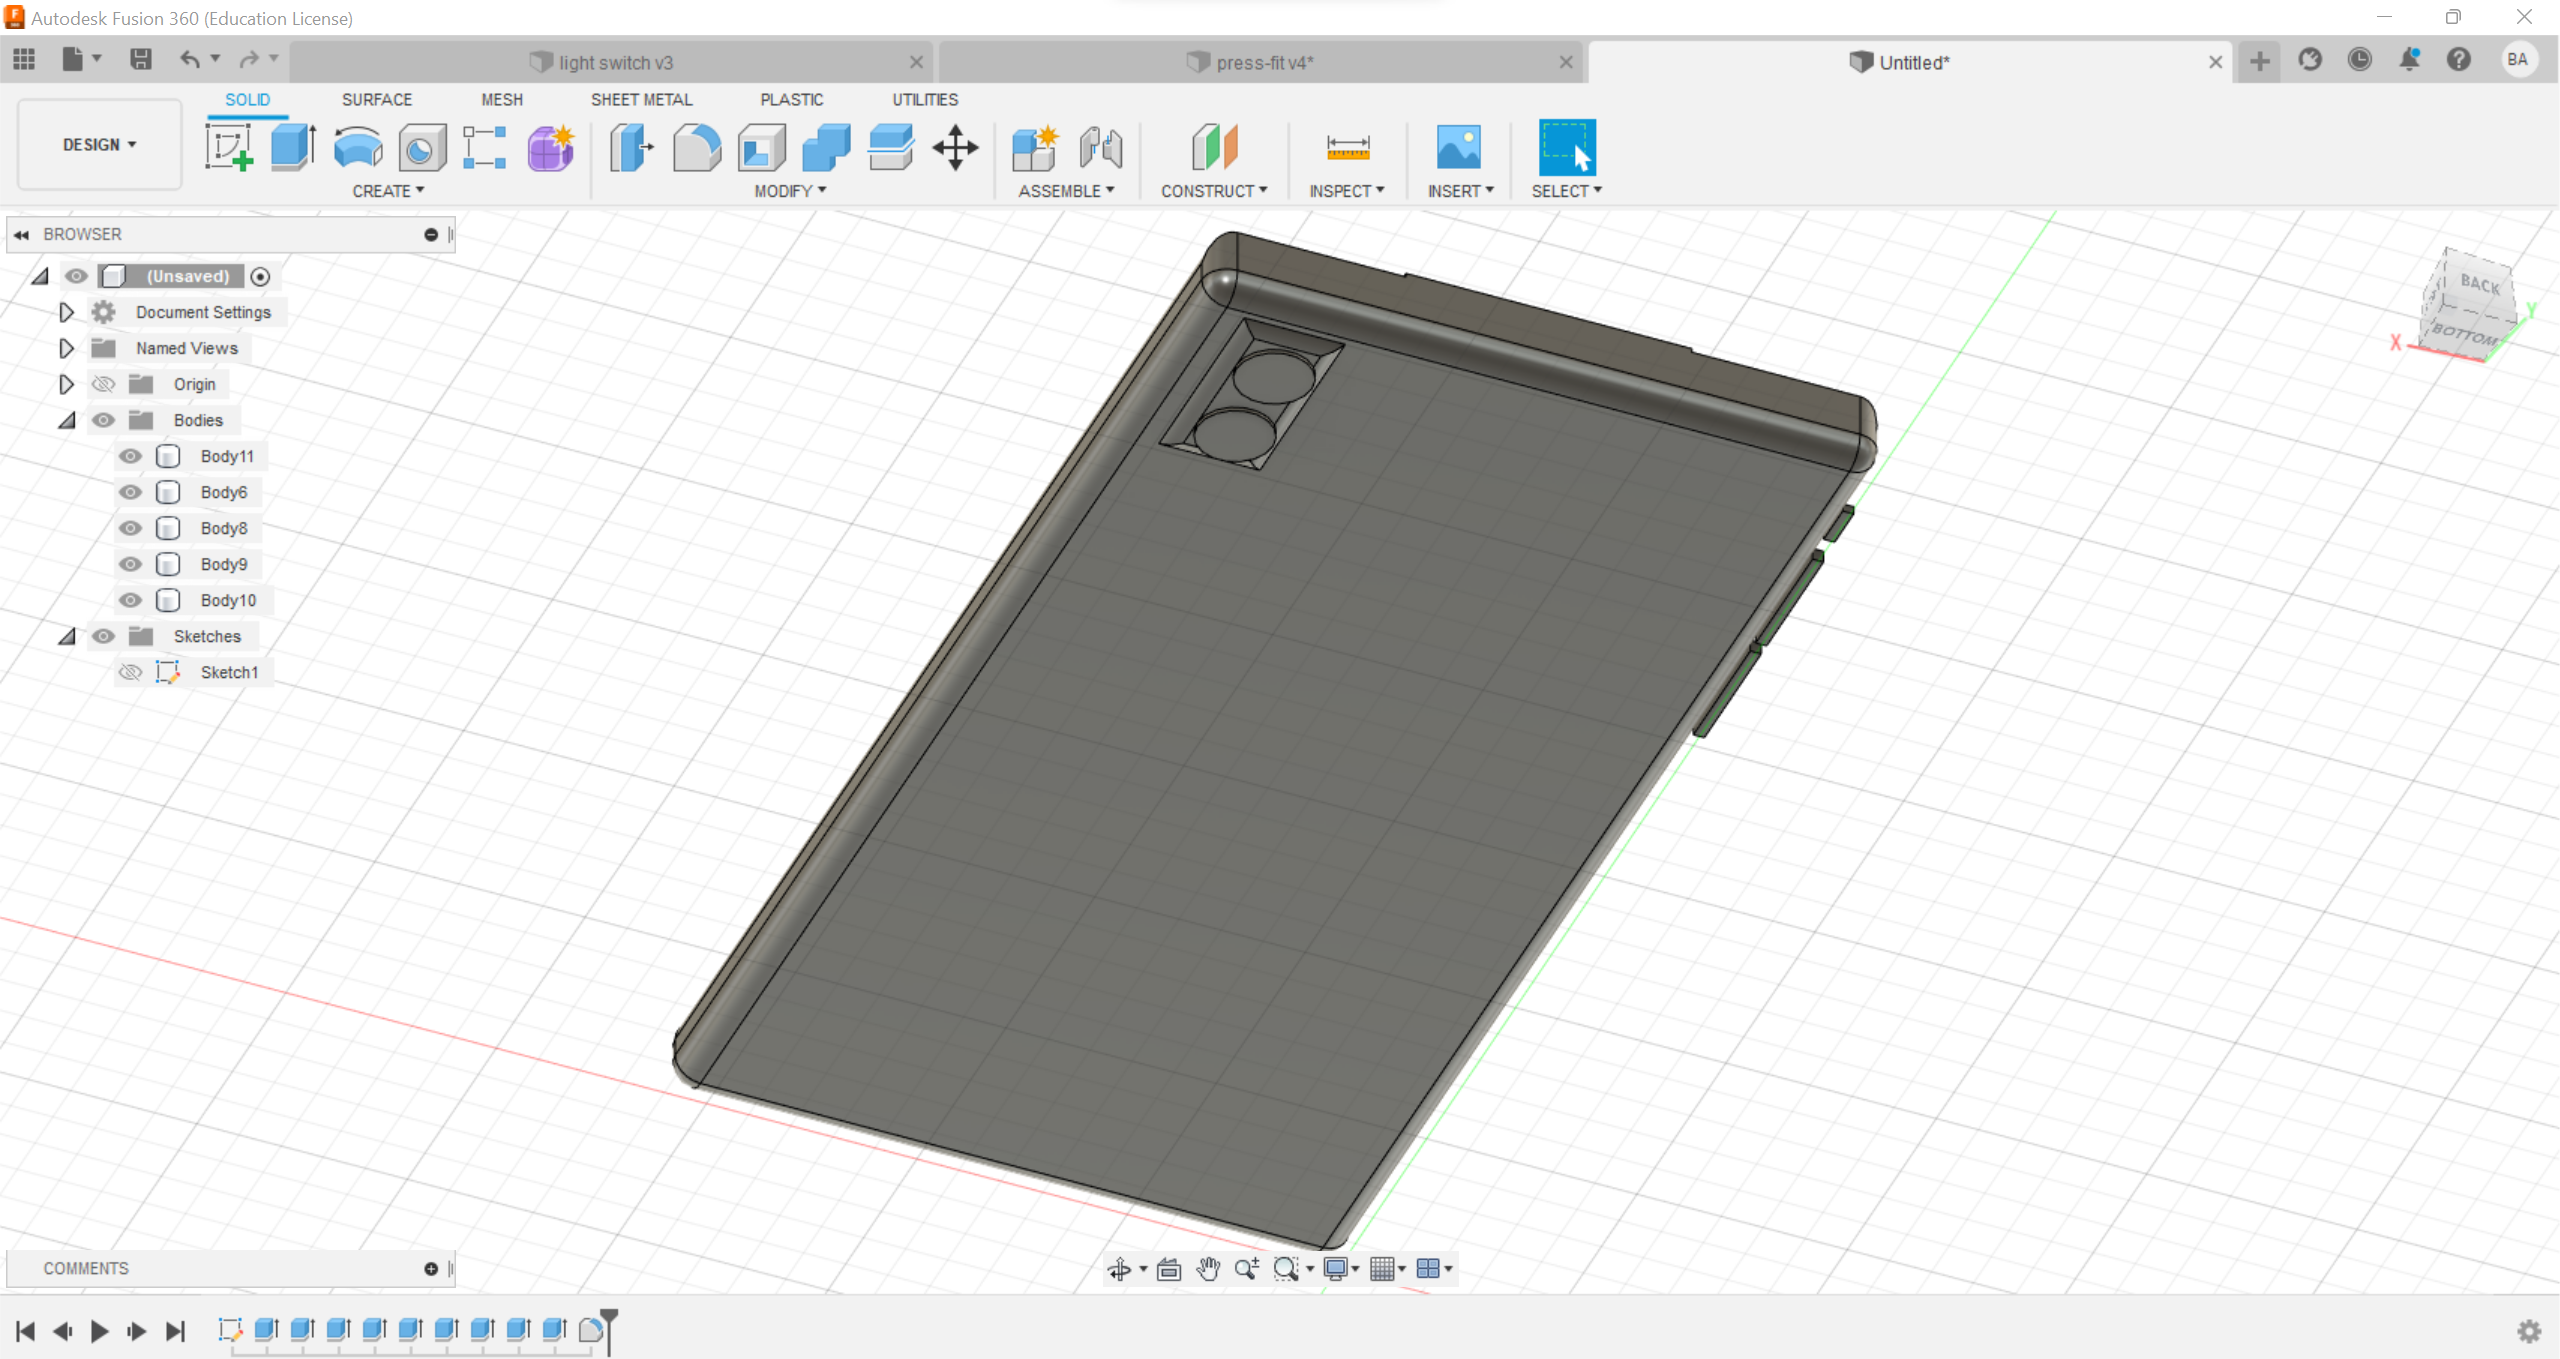 Autodesk Fusion 360 (Education License)
light switch v3
press-fit v4*
Untitled*
BA
DESIGN
SOLID
SURFACE
MESH
SHEET METAL
PLASTIC
UTILITIES
CREATE
MODIFY
ASSEMBLE
CONSTRUCT
INSPECT
INSERT
SELECT
BROWSER
(Unsaved)
Document Settings
Named Views
Origin
Bodies
Body11
Body6
Body8
Body9
Body10
Sketches
Sketch1
BACK
BOTTOM
X
Y
COMMENTS